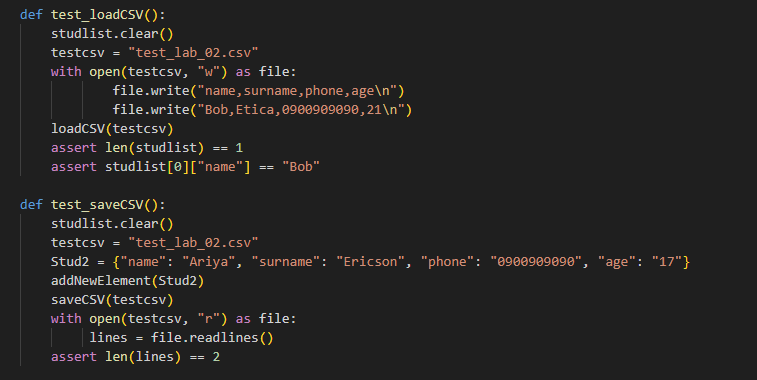 def test_loadCSV():
    studlist.clear()
    testcsv = "test_lab_02.csv"
    with open(testcsv, "w") as file:
            file.write("name,surname,phone,age\n")
            file.write("Bob,Etica,0900909090,21\n")
    loadCSV(testcsv)
    assert len(studlist) == 1
    assert studlist[0]["name"] == "Bob"

def test_saveCSV():
    studlist.clear()
    testcsv = "test_lab_02.csv"
    Stud2 = {"name": "Ariya", "surname": "Ericson", "phone": "0900909090", "age": "17"}
    addNewElement(Stud2)
    saveCSV(testcsv)
    with open(testcsv, "r") as file:
         lines = file.readlines()
    assert len(lines) == 2